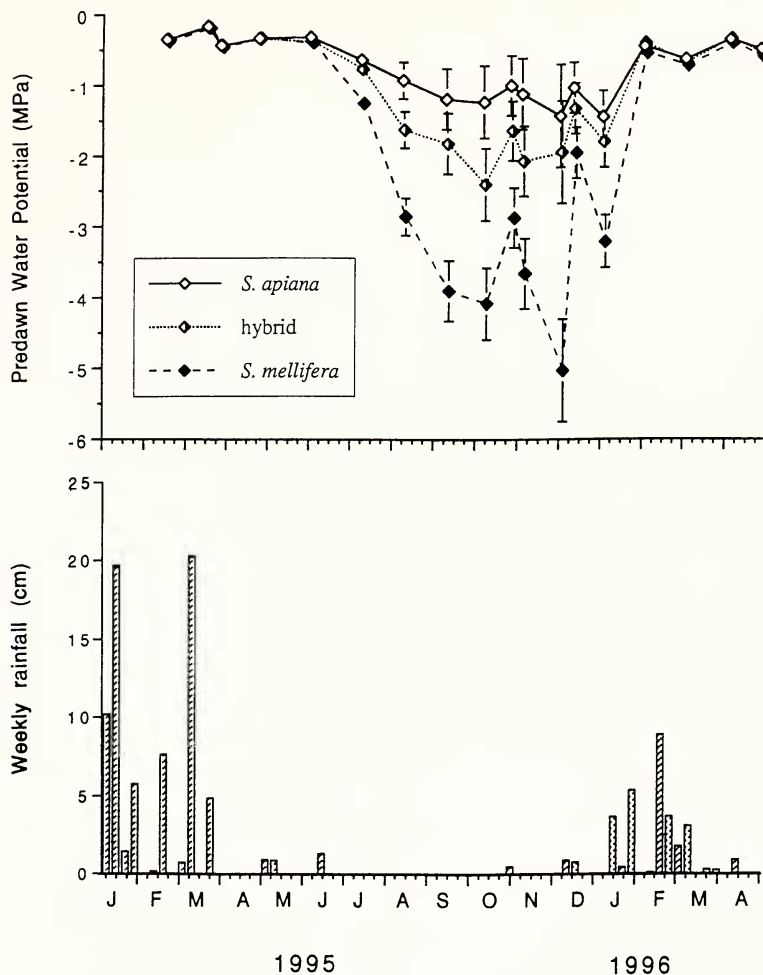 Predawn Water Potential (MPa)
0
-1
-2
-3
-4
-5
-6
S. apiana
hybrid
S. mellifera
Weekly rainfall (cm)
25
20
15
10
5
0
J F M A M J J A S O N D J F M A
1995 1996